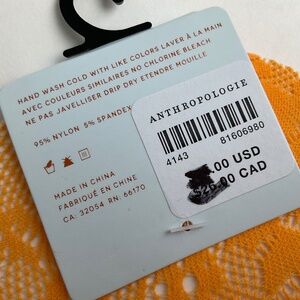 HAND WASH COLD WITH LIKE COLORS LAVER À LA MAIN
AVEC COULEURS SIMILAIRES NO CHLORINE BLEACH
NE PAS JAVELLISER DRIP DRY ETENDRE MOUILLE
95% NYLON 5% SPANDEX
MADE IN CHINA
FABRIQUÉ EN CHINE
CA: 32054 RN: 66170
ANTHROPOLOGIE
4143 81606980
.00 USD
.00 CAD